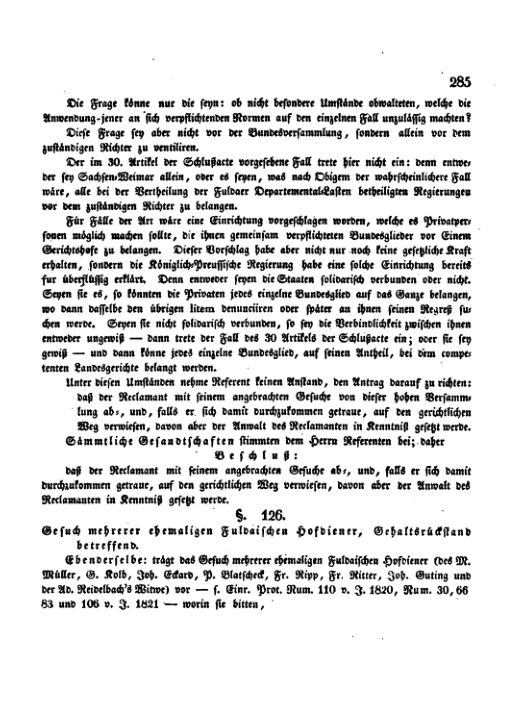 285
Die Frage könne nur die seyn: ob nicht besondere Umstände obwalteten, welche die
Anwendung jener an sich verpflichtenden Normen auf den einzelnen Fall unzulässig machten?
Diese Frage sey aber nicht vor der Bundesversammlung, sondern allein vor dem
zuständigen Richter zu ventiliren.
Der im 30. Artikel der Schlußacte vorgesehene Fall trete hier nicht ein: denn entwe-
der sey Sachsen-Weimar allein, oder es seyen, was nach Obigem der wahrscheinlichere Fall
wäre, alle bei der Vertheilung der Fuldaer Departemental-Lasten betheiligten Regierungen
vor dem zuständigen Richter zu belangen.
Für Fälle der Art wäre eine Einrichtung vorgeschlagen worden, welche es Privatper-
sonen möglich machen sollte, die ihnen gemeinsam verpflichteten Bundesglieder vor Einem
Gerichtshofe zu belangen. Dieser Vorschlag habe aber nicht nur noch keine gesetzliche Kraft
erhalten, sondern die Königlich-Preussische Regierung habe eine solche Einrichtung bereits
fur überflüssig erklärt. Denn entweder seyen die Staaten solidarisch verbunden oder nicht.
Seyen sie es, so könnten die Privaten jedes einzelne Bundesglied auf das Ganze belangen,
wo dann dasselbe den übrigen litem denunciiren oder später an ihnen seinen Regreß su-
chen werde. Seyen sie nicht solidarisch verbunden, so sey die Verbindlichkeit zwischen ihnen
entweder ungewiß — dann trete der Fall des 30 Artikels der Schlußacte ein; oder sie sey
gewiß — und dann könne jedes einzelne Bundesglied, auf seinen Antheil, bei dem compe-
tenten Landesgerichte belangt werden.
Unter diesen Umständen nehme Referent keinen Anstand, den Antrag darauf zu richten:
daß der Reclamant mit seinem angebrachten Gesuche von dieser hohen Versamm-
lung ab-, und, falls er sich damit durchzukommen getraue, auf den gerichtlichen
Weg verwiesen, davon aber der Anwalt des Reclamanten in Kenntniß gesetzt werde.
Sämmtliche Gesandtschaften stimmten dem Herrn Referenten bei; daher
Beschluß:
daß der Reclamant mit seinem angebrachten Gesuche ab-, und, falls er sich damit
durchzukommen getraue, auf den gerichtlichen Weg verwiesen, davon aber der Anwalt des
Reclamanten in Kenntniß gesetzt werde.
§. 126.
Gesuch mehrerer ehemaligen Fuldaischen Hofdiener, Gehaltsrückstand
betreffend.
Ebenderselbe: trägt das Gesuch mehrerer ehemaligen Fuldaischen Hofdiener (des M.
Müller, G. Kolb, Joh. Eckard, P. Blatscheck, Fr. Ripp, Fr. Ritter, Joh. Guting und
der Ad. Reidelbach's Witwe) vor — s. Einr. Prot. Num. 110 v. J. 1820, Num. 30, 66
83 und 106 v. J. 1821 — worin sie bitten,